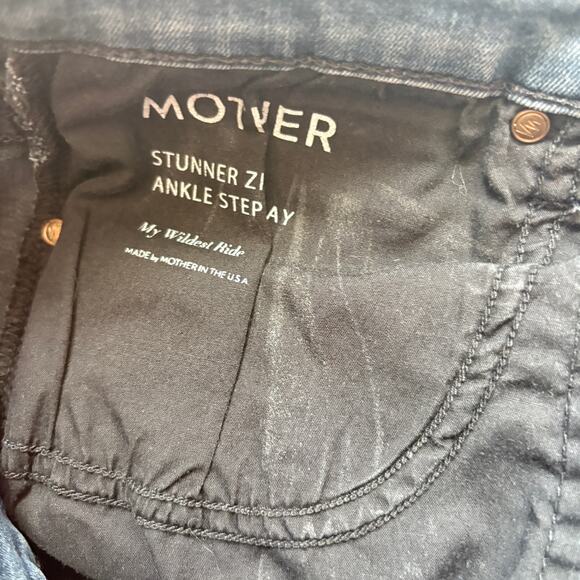 MOTHER
STUNNER ZI
ANKLE STEP AY
My Wildest Ride
MADE by MOTHER IN THE U.S.A